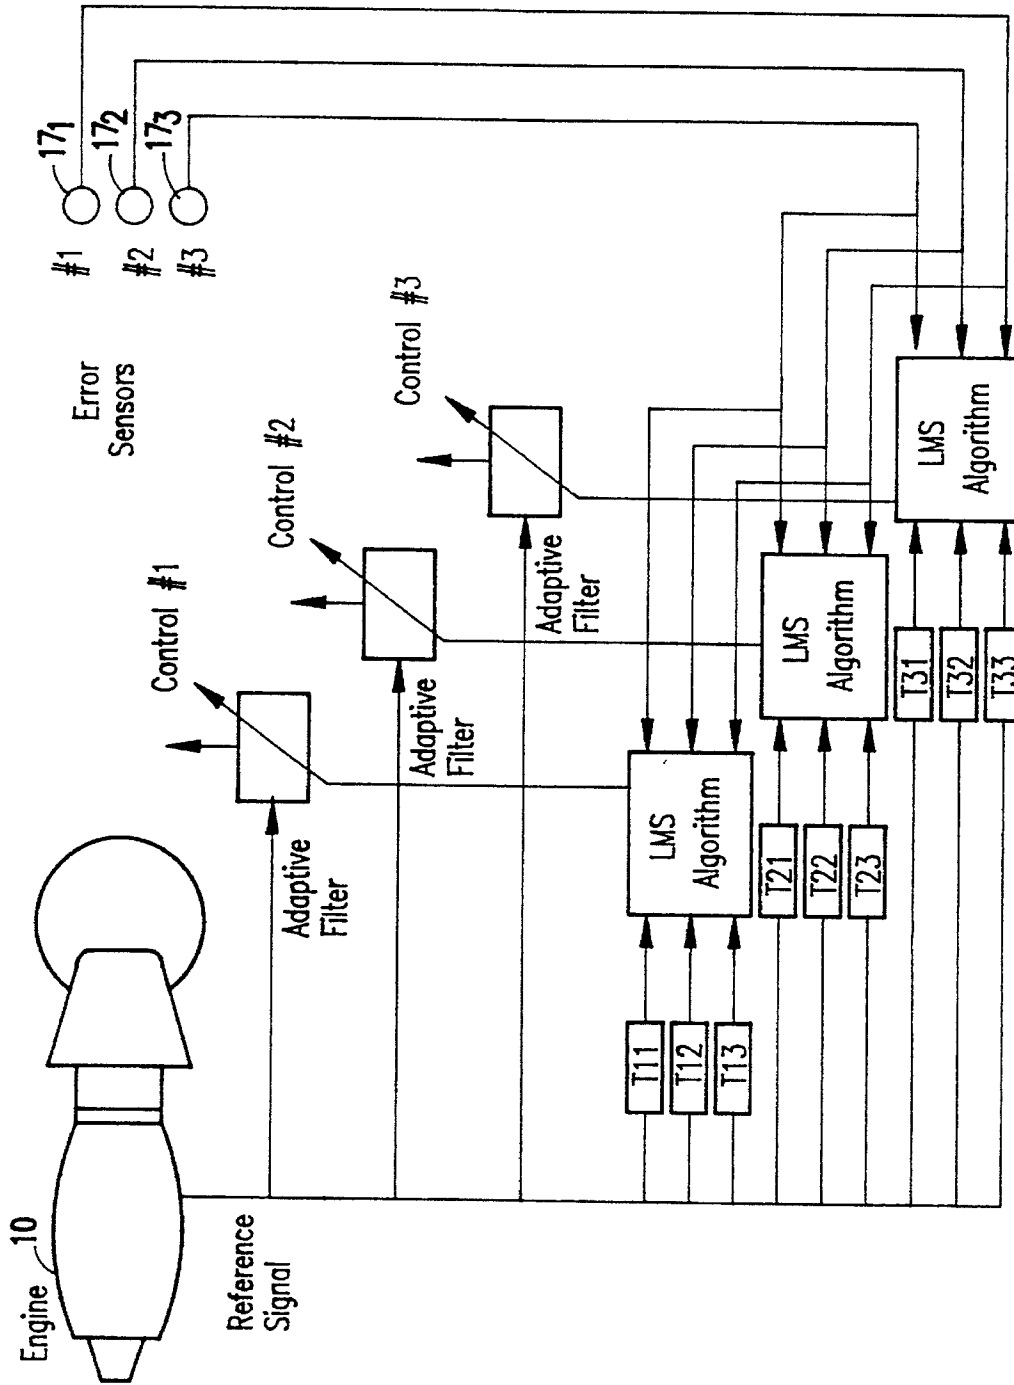 Engine 10
Reference
Signal
Error
Sensors
#1 17₁
#2 17₂
#3 17₃
Control #1
Adaptive
Filter
Control #2
Adaptive
Filter
Control #3
Adaptive
Filter
T11
T12
T13
LMS
Algorithm
T21
T22
T23
LMS
Algorithm
T31
T32
T33
LMS
Algorithm